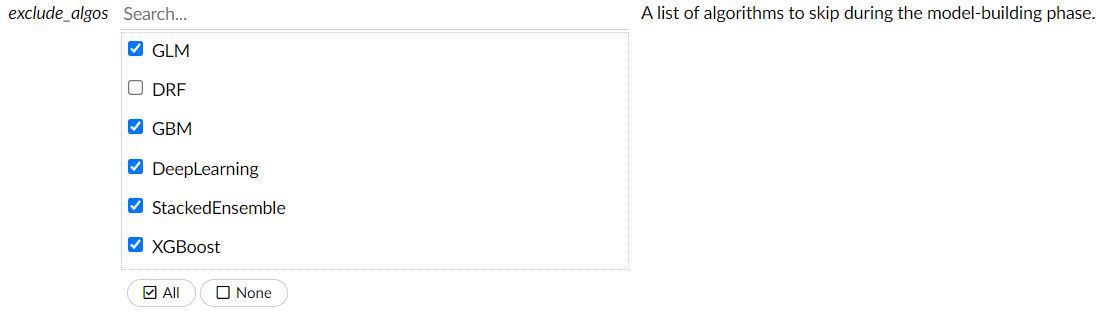 exclude_algos Search... A list of algorithms to skip during the model-building phase.
GLM
DRF
GBM
DeepLearning
StackedEnsemble
XGBoost
All None